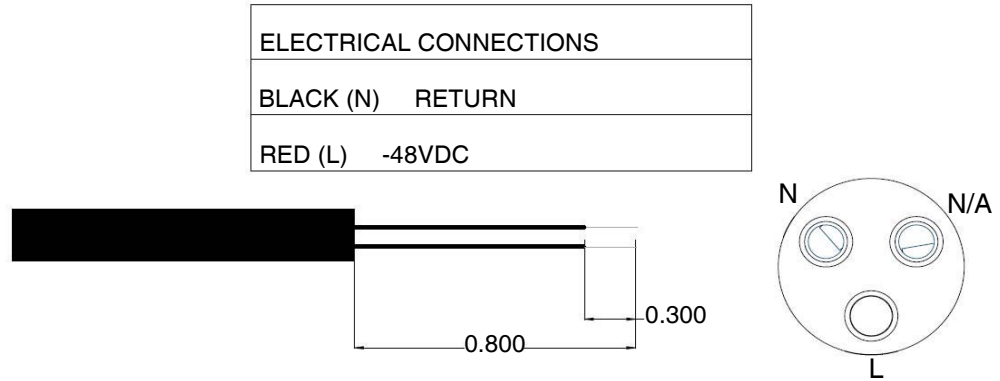 ELECTRICAL CONNECTIONS
BLACK (N) RETURN
RED (L) -48VDC
N
N/A
0.300
0.800
L